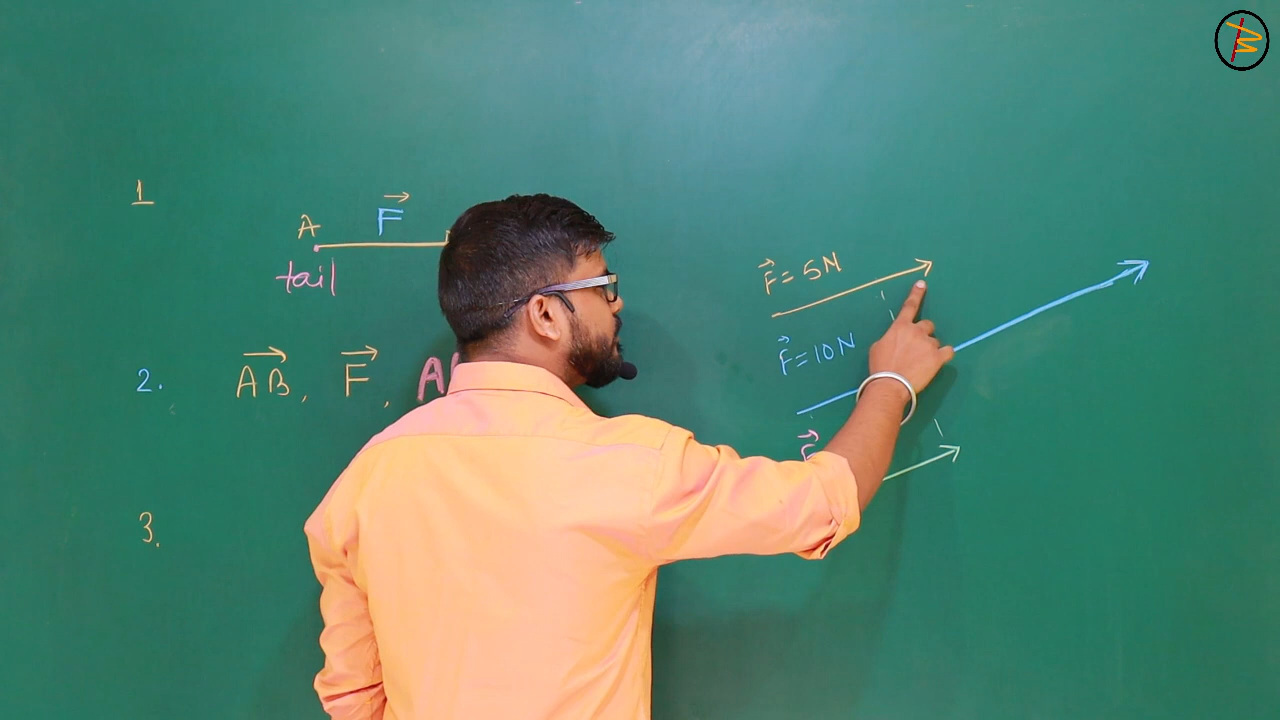 1
A F⃗
tail
2. A⃗B⃗, F⃗, A
3.
F⃗ = 5N
F⃗ = 10N